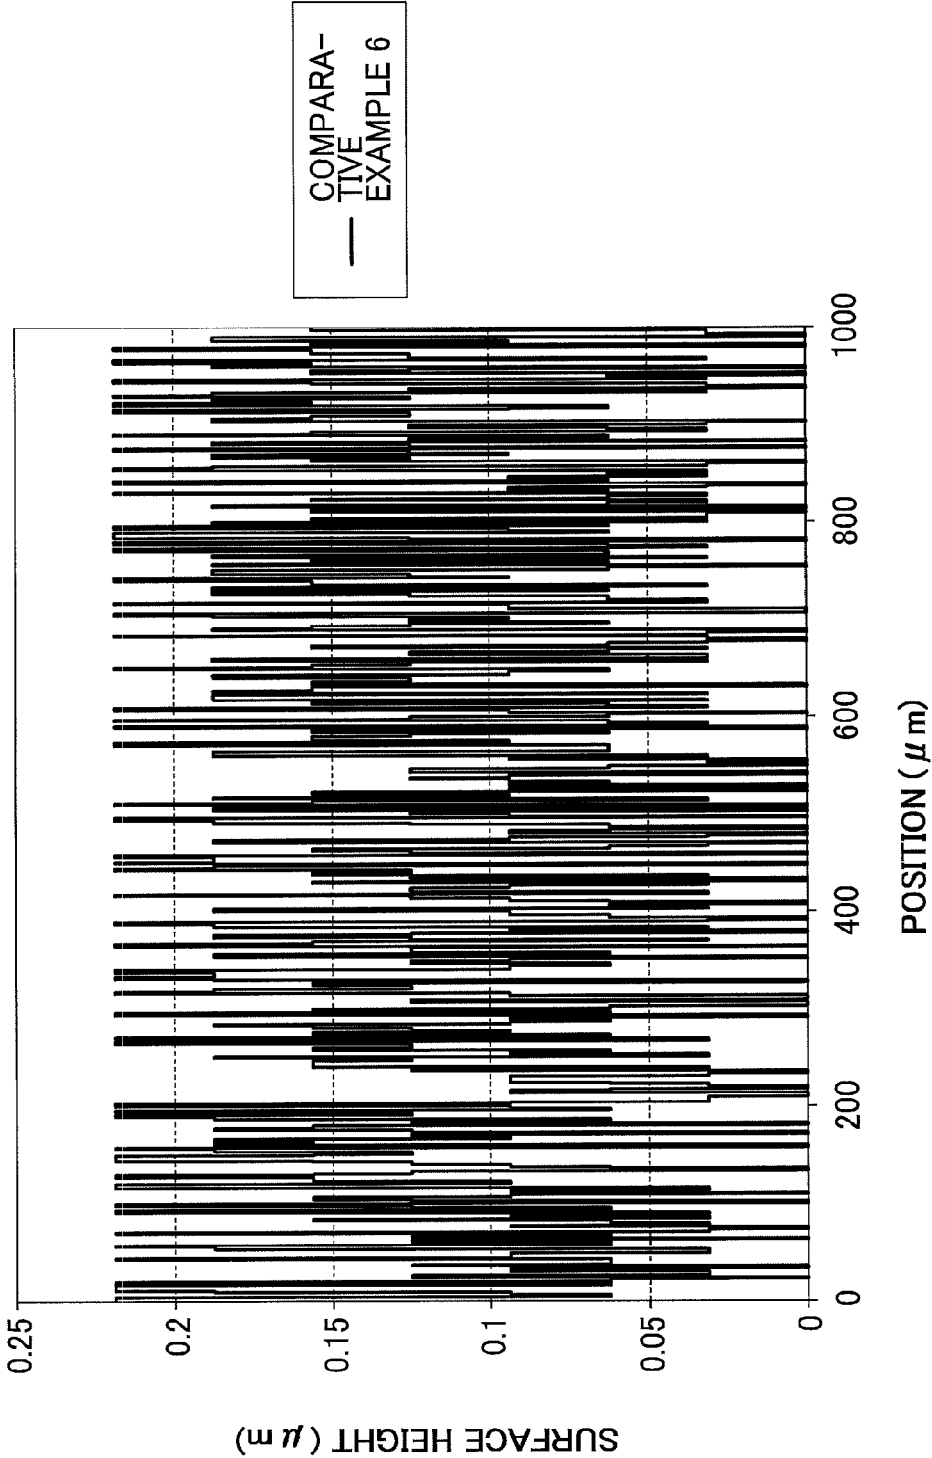 COMPARA-
TIVE
EXAMPLE 6
0.25
0.2
0.15
0.1
0.05
0
SURFACE HEIGHT (μm)
0
200
400
600
800
1000
POSITION (μm)